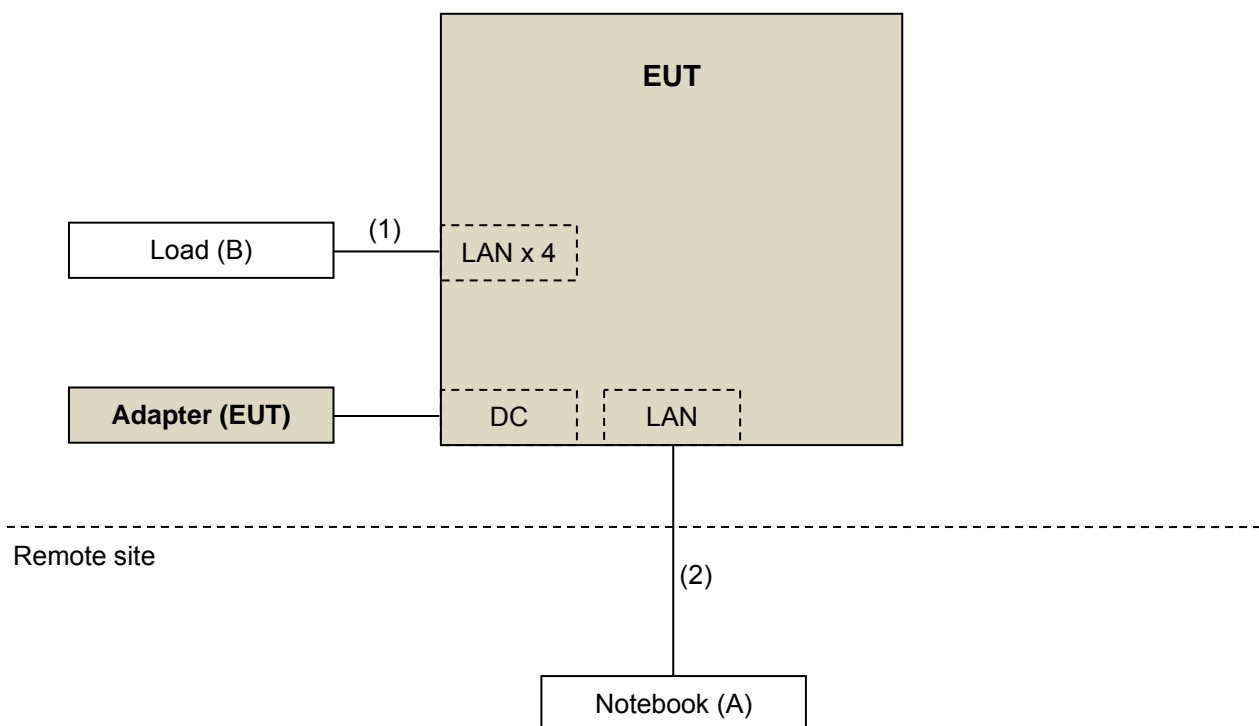 EUT
(1)
Load (B)
LAN x 4
Adapter (EUT)
DC
LAN
Remote site
(2)
Notebook (A)